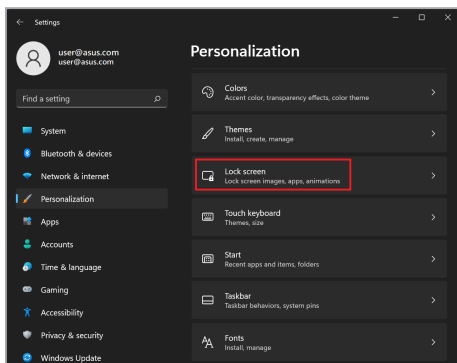 Settings
user@asus.com
user@asus.com
Find a setting
System
Bluetooth & devices
Network & internet
Personalization
Apps
Accounts
Time & language
Gaming
Accessibility
Privacy & security
Windows Update
Personalization
Colors
Accent color, transparency effects, color theme
Themes
Install, create, manage
Lock screen
Lock screen images, apps, animations
Touch keyboard
Themes, size
Start
Recent apps and items, folders
Taskbar
Taskbar behaviors, system pins
Fonts
Install, manage